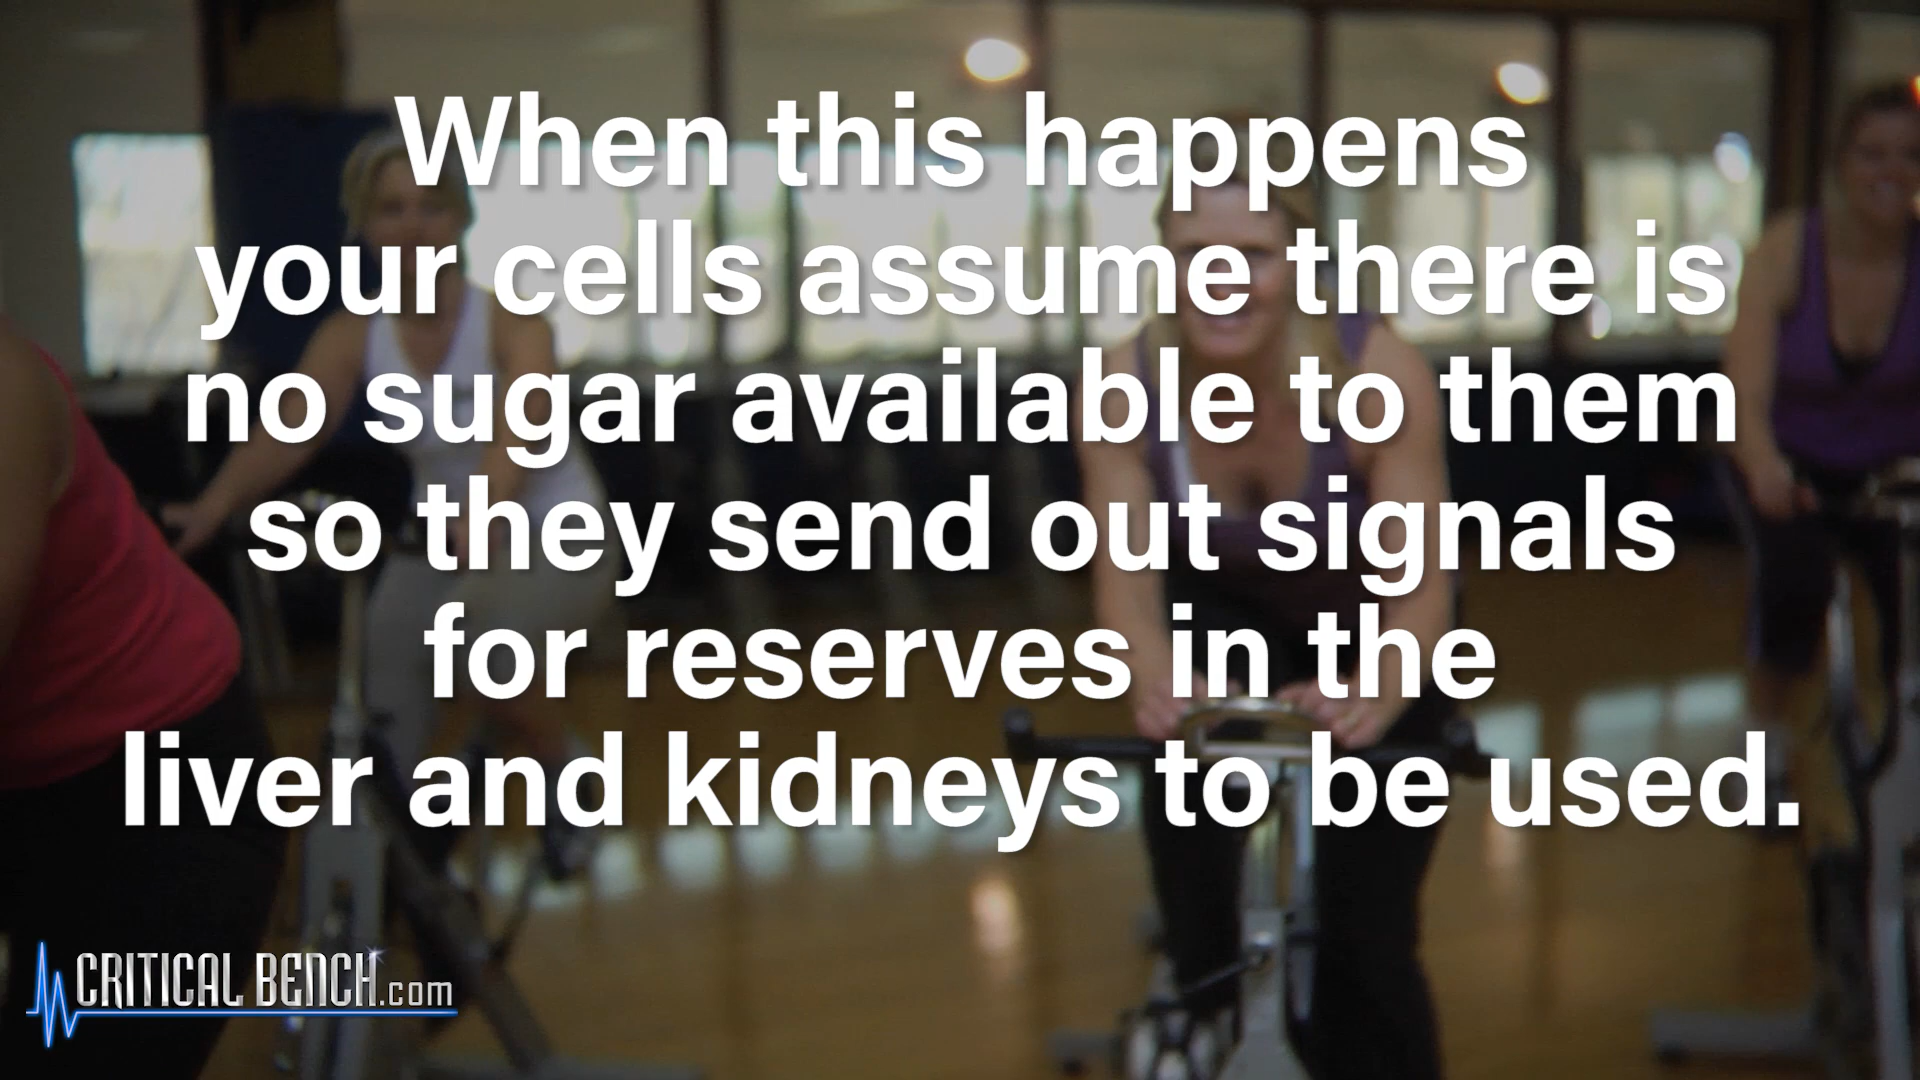 When this happens
your cells assume there is
no sugar available to them
so they send out signals
for reserves in the
liver and kidneys to be used.
CRITICAL BENCH.com